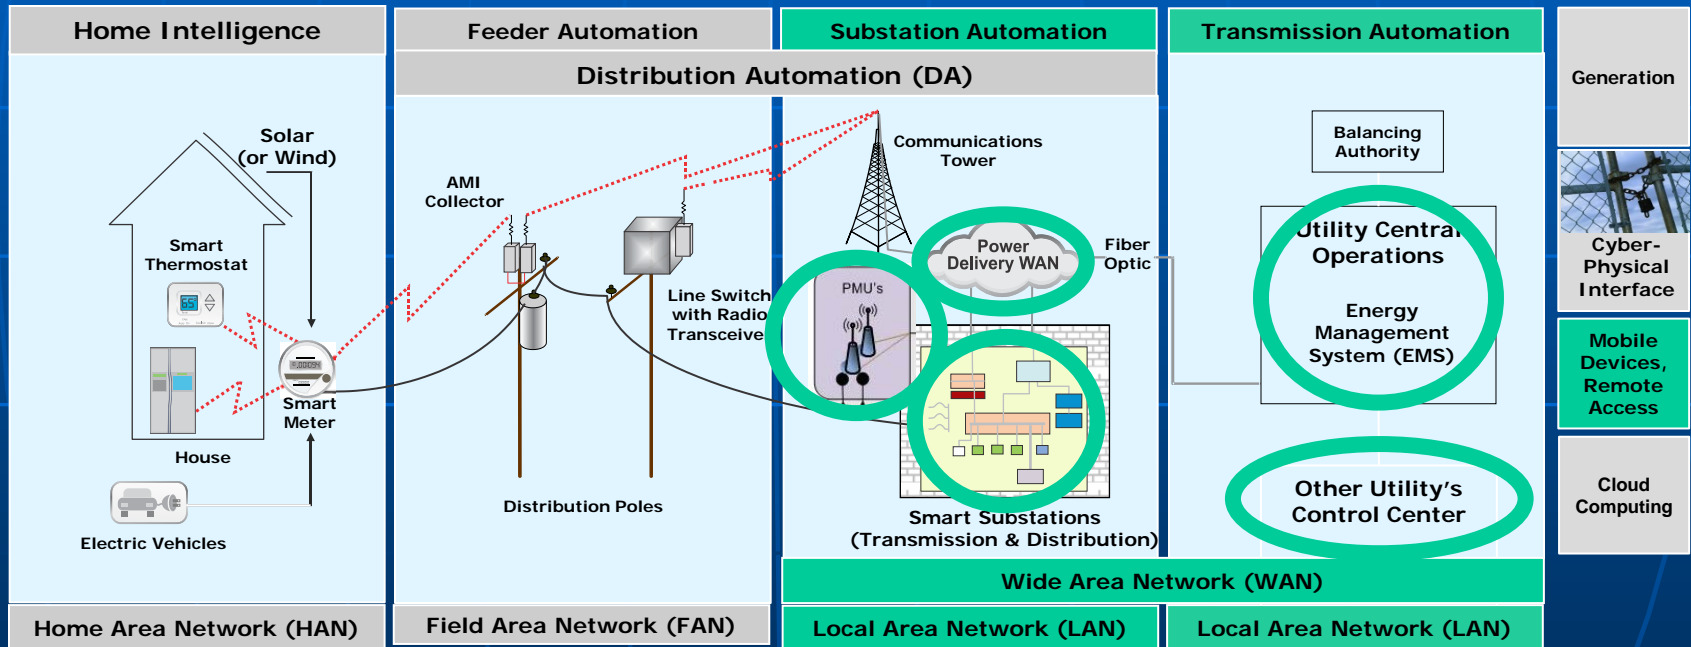 Home Intelligence
Feeder Automation
Substation Automation
Transmission Automation
Distribution Automation (DA)
Solar
(or Wind)
Smart
Thermostat
65
Smart
Meter
House
Electric Vehicles
AMI
Collector
Line Switch
with Radio
Transceive
Distribution Poles
Communications
Tower
Power
Delivery WAN
Fiber
Optic
PMU's
Smart Substations
(Transmission & Distribution)
Balancing
Authority
Utility Central
Operations
Energy
Management
System (EMS)
Other Utility's
Control Center
Wide Area Network (WAN)
Home Area Network (HAN)
Field Area Network (FAN)
Local Area Network (LAN)
Local Area Network (LAN)
Generation
Cyber-
Physical
Interface
Mobile
Devices,
Remote
Access
Cloud
Computing